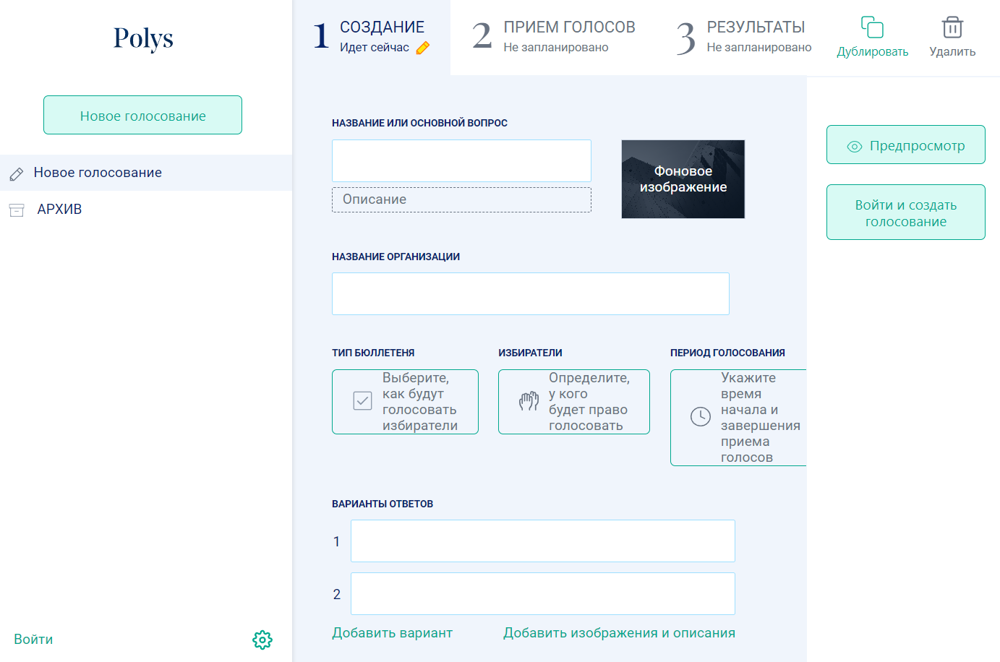 Polys
Новое голосование
Новое голосование
АРХИВ
Войти
1
СОЗДАНИЕ
Идет сейчас
2
ПРИЕМ ГОЛОСОВ
Не запланировано
3
РЕЗУЛЬТАТЫ
Не запланировано
Дублировать
Удалить
НАЗВАНИЕ ИЛИ ОСНОВНОЙ ВОПРОС
Описание
Фоновое
изображение
НАЗВАНИЕ ОРГАНИЗАЦИИ
ТИП БЮЛЛЕТЕНЯ
Выберите,
как будут
голосовать
избиратели
ИЗБИРАТЕЛИ
Определите,
у кого
будет право
голосовать
ПЕРИОД ГОЛОСОВАНИЯ
Укажите
время
начала и
завершения
приема
голосов
ВАРИАНТЫ ОТВЕТОВ
1
2
Добавить вариант
Добавить изображения и описания
Предпросмотр
Войти и создать
голосование